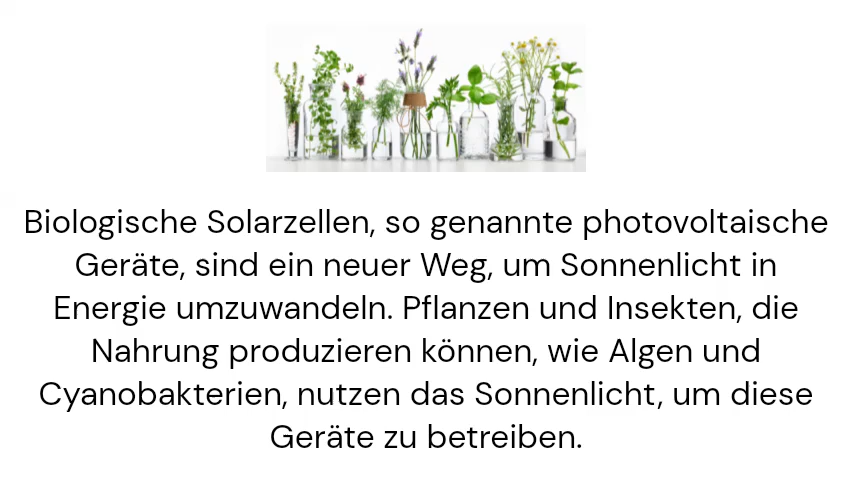 Biologische Solarzellen, so genannte photovoltaische
Geräte, sind ein neuer Weg, um Sonnenlicht in
Energie umzuwandeln. Pflanzen und Insekten, die
Nahrung produzieren können, wie Algen und
Cyanobakterien, nutzen das Sonnenlicht, um diese
Geräte zu betreiben.